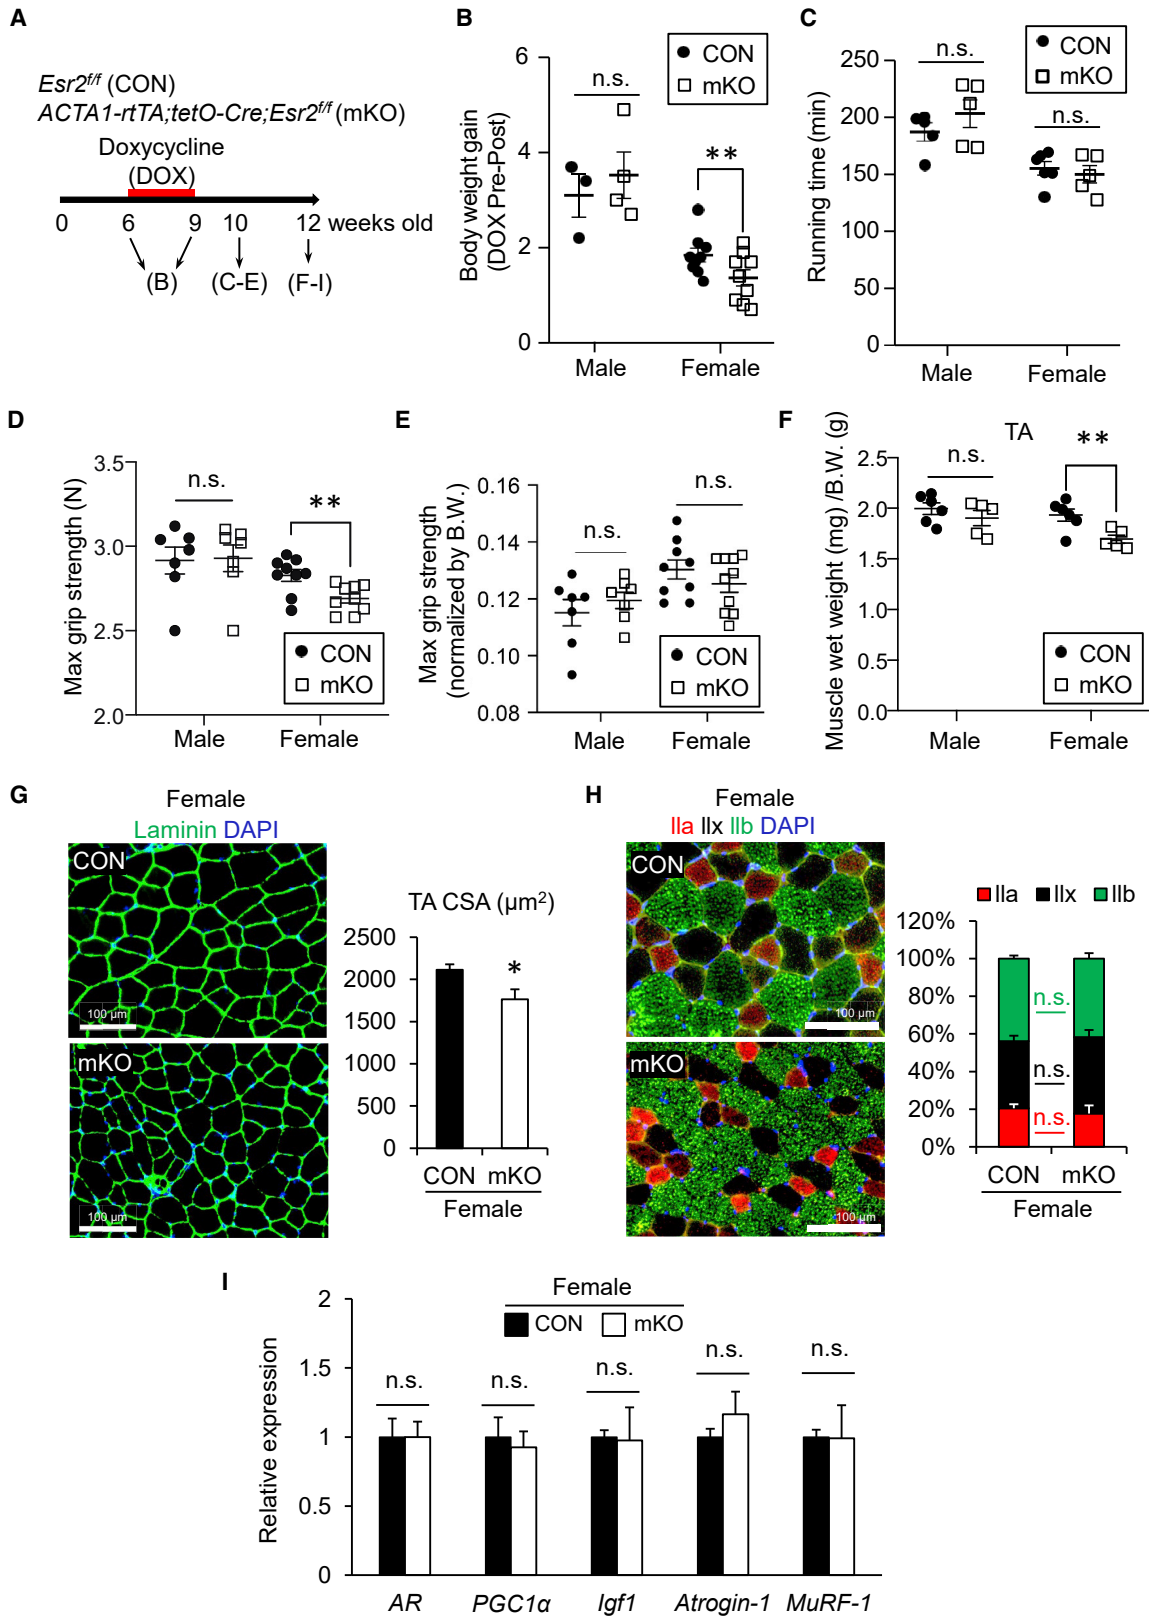 A
Esr2f/f (CON)
ACTA1-rtTA;tetO-Cre;Esr2f/f (mKO)
Doxycycline
(DOX)
0 6 9 10 12 weeks old
(B) (C-E) (F-I)
B
Body weight gain
(DOX Pre-Post)
6
4
2
0
n.s.
**
CON
mKO
Male Female
C
Running time (min)
250
200
150
100
50
0
n.s.
n.s.
CON
mKO
Male Female
D
Max grip strength (N)
3.5
3.0
2.5
2.0
n.s.
**
CON
mKO
Male Female
E
Max grip strength
(normalized by B.W.)
0.16
0.14
0.12
0.10
0.08
n.s.
n.s.
CON
mKO
Male Female
F
Muscle wet weight (mg) /B.W. (g)
TA
2.5
2.0
1.5
1.0
0.5
0.0
n.s.
**
CON
mKO
Male Female
G
Female
Laminin DAPI
CON
100 µm
mKO
100 µm
TA CSA (µm2)
2500
2000
1500
1000
500
0
*
CON mKO
Female
H
Female
IIa IIx IIb DAPI
CON
100 µm
mKO
100 µm
IIa IIx IIb
120%
100%
80%
60%
40%
20%
0%
n.s.
n.s.
n.s.
CON mKO
Female
I
Relative expression
2
1.5
1
0.5
0
Female
CON mKO
n.s. n.s. n.s. n.s. n.s.
AR PGC1α Igf1 Atrogin-1 MuRF-1